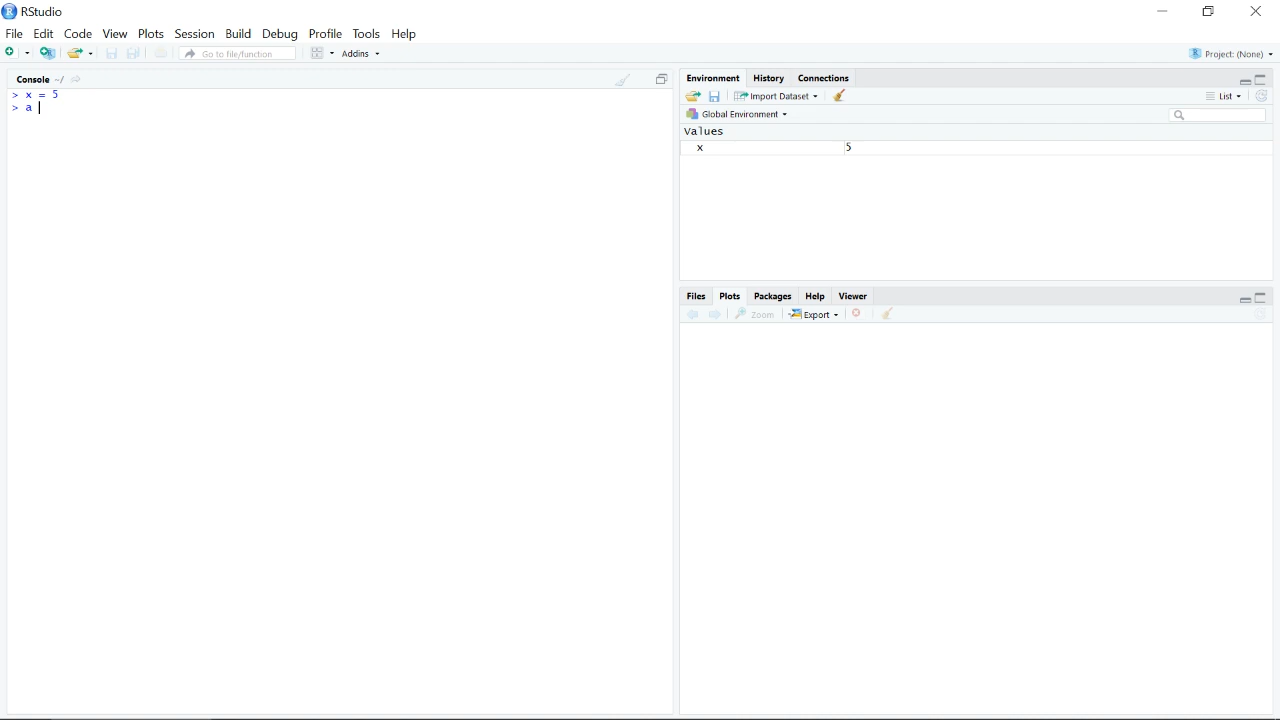 RStudio
File Edit Code View Plots Session Build Debug Profile Tools Help
Go to file/function Addins Project: (None)
Console ~/
> x = 5
> a
Environment History Connections
Import Dataset List
Global Environment
Values
x 5
Files Plots Packages Help Viewer
Zoom Export